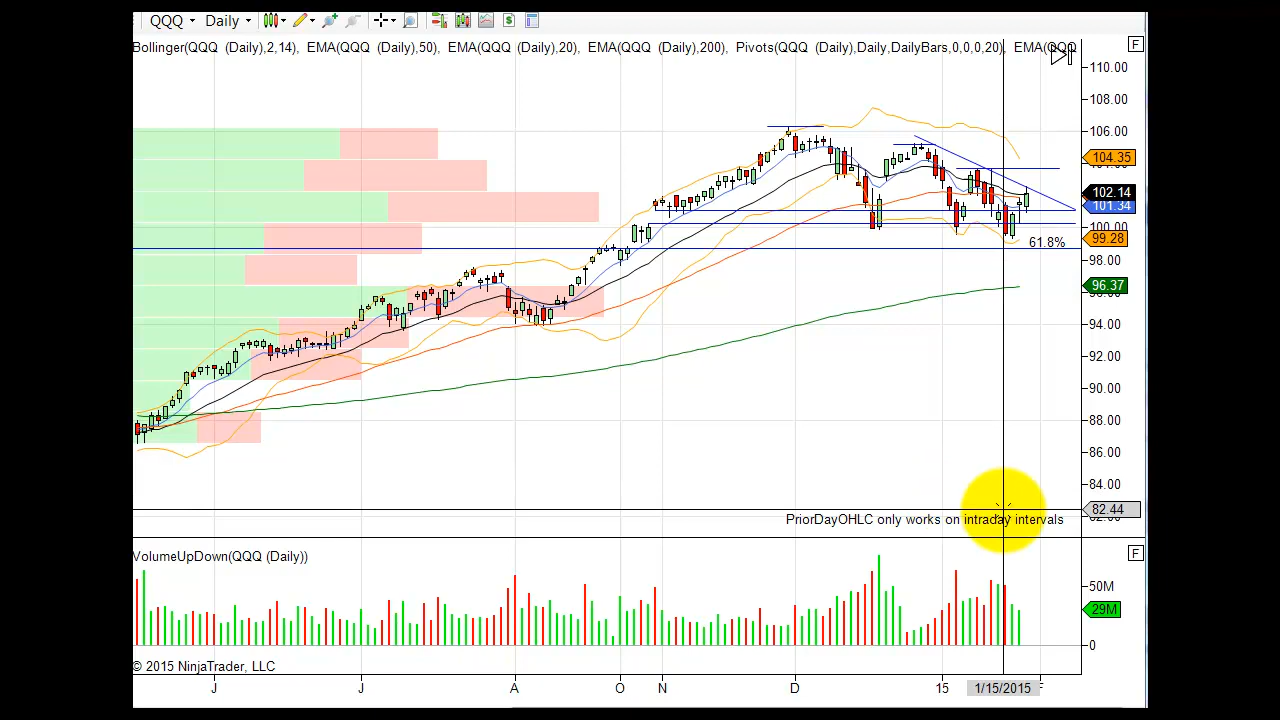 QQQ Daily
Bollinger(QQQ (Daily),2,14), EMA(QQQ (Daily),50), EMA(QQQ (Daily),20), EMA(QQQ (Daily),200), Pivots(QQQ (Daily),Daily,DailyBars,0,0,0,20), EMA(QQQ
F
110.00
108.00
106.00
104.35
102.14
101.34
100.00
99.28
61.8%
98.00
96.37
94.00
92.00
90.00
88.00
86.00
84.00
82.44
PriorDayOHLC only works on intraday intervals
VolumeUpDown(QQQ (Daily))
F
50M
29M
0
© 2015 NinjaTrader, LLC
J J A O N D 15 1/15/2015 F